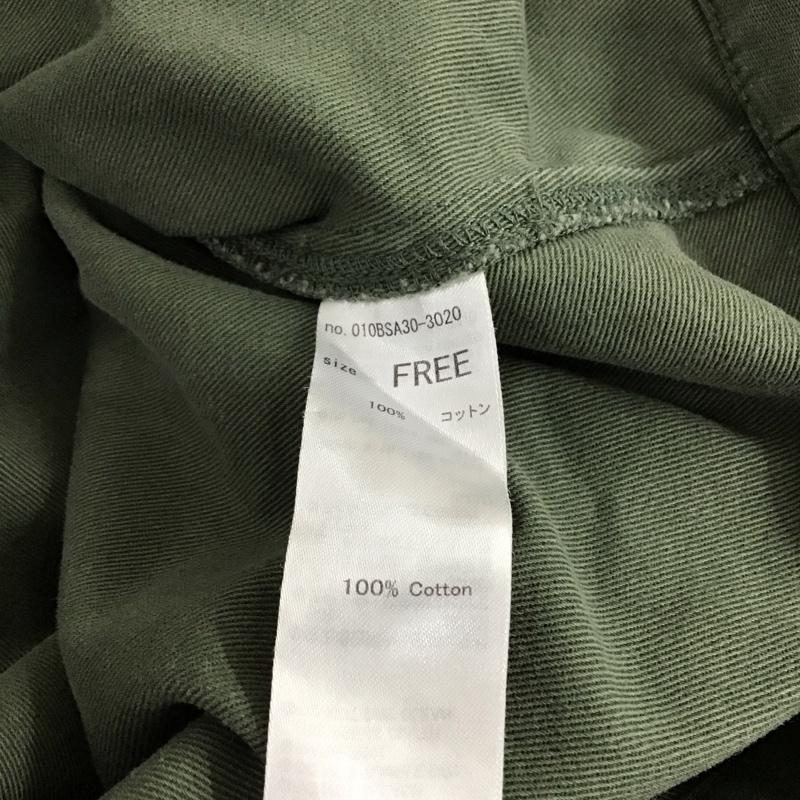 no. 010BSA30-3020
size FREE
100% コットン
100% Cotton